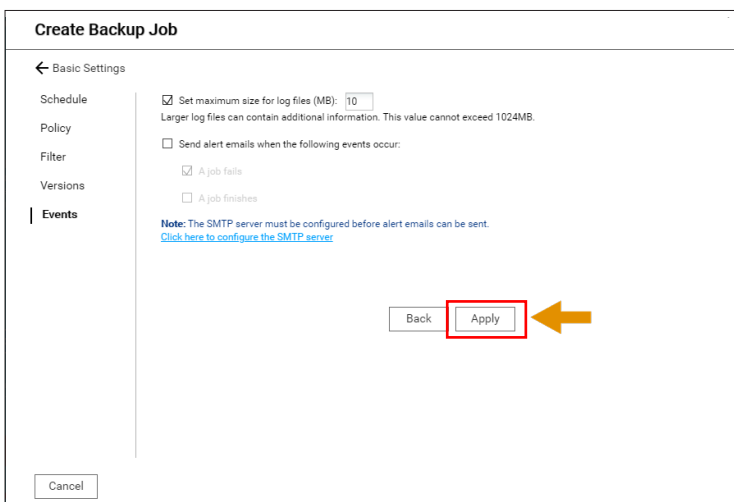 Create Backup Job
Basic Settings
Schedule
Policy
Filter
Versions
Events
Set maximum size for log files (MB): 10
Larger log files can contain additional information. This value cannot exceed 1024MB.
Send alert emails when the following events occur:
A job fails
A job finishes
Note: The SMTP server must be configured before alert emails can be sent.
Click here to configure the SMTP server
Back Apply
Cancel